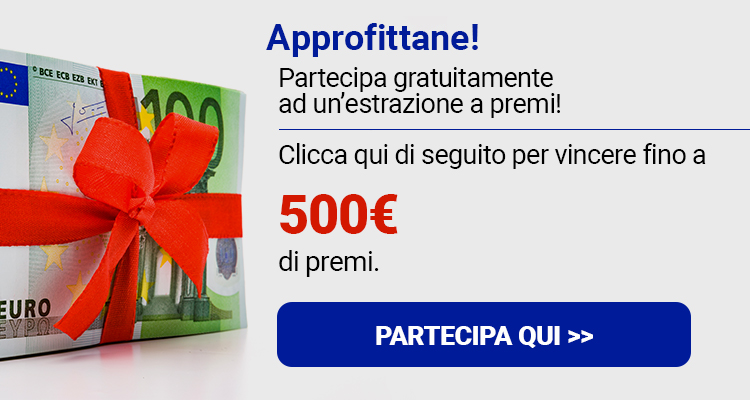 Approfittane!
Partecipa gratuitamente
ad un’estrazione a premi!
Clicca qui di seguito per vincere fino a
500€
di premi.
PARTECIPA QUI >>
© BCE ECB EZB EKT
100
EURO
ΕΥΡΩ